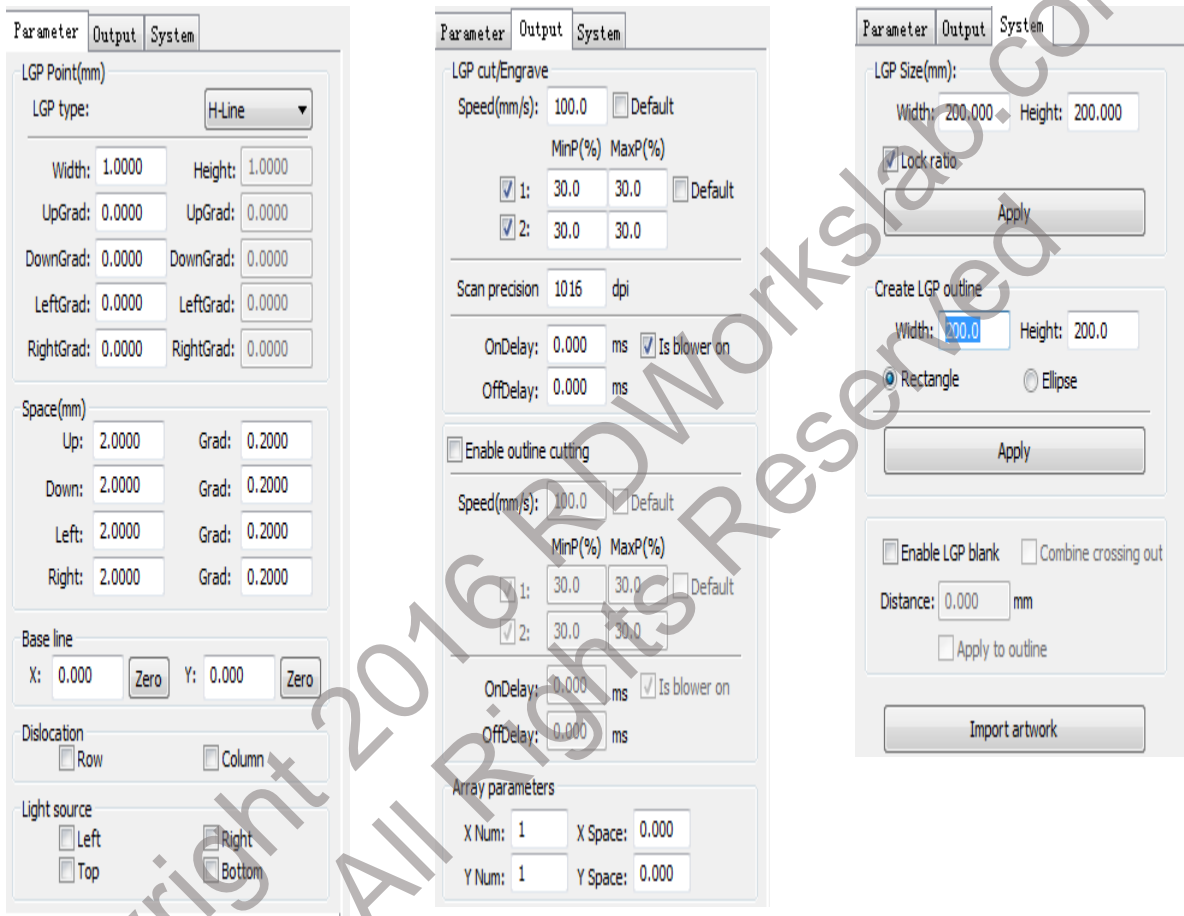 Parameter Output System
LGP Point(mm)
LGP type: H-Line
Width: 1.0000 Height: 1.0000
UpGrad: 0.0000 UpGrad: 0.0000
DownGrad: 0.0000 DownGrad: 0.0000
LeftGrad: 0.0000 LeftGrad: 0.0000
RightGrad: 0.0000 RightGrad: 0.0000
Space(mm)
Up: 2.0000 Grad: 0.2000
Down: 2.0000 Grad: 0.2000
Left: 2.0000 Grad: 0.2000
Right: 2.0000 Grad: 0.2000
Base line
X: 0.000 Zero Y: 0.000 Zero
Dislocation
Row Column
Light source
Left Right
Top Bottom
Parameter Output System
LGP cut/Engrave
Speed(mm/s): 100.0 Default
MinP(%) MaxP(%)
1: 30.0 30.0 Default
2: 30.0 30.0
Scan precision 1016 dpi
OnDelay: 0.000 ms Is blower on
OffDelay: 0.000 ms
Enable outline cutting
Speed(mm/s): 100.0 Default
MinP(%) MaxP(%)
1: 30.0 30.0 Default
2: 30.0 30.0
OnDelay: 0.000 ms Is blower on
OffDelay: 0.000 ms
Array parameters
X Num: 1 X Space: 0.000
Y Num: 1 Y Space: 0.000
Parameter Output System
LGP Size(mm):
Width: 200.000 Height: 200.000
Lock ratio
Apply
Create LGP outline
Width: 200.0 Height: 200.0
Rectangle Ellipse
Apply
Enable LGP blank Combine crossing out
Distance: 0.000 mm
Apply to outline
Import artwork
right 2016 RDWorkslab.co
All Rights Reserved